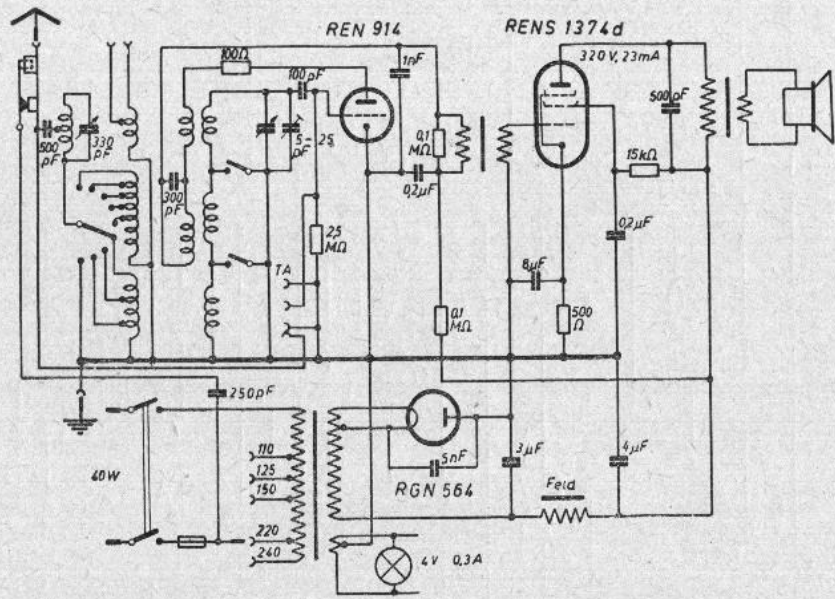 REN 914
RENS 1374d
320 V, 23mA
100Ω
1nF
100 pF
500 pF
500
pF
330
pF
5-25
pF
0,1
MΩ
15kΩ
300
pF
0,2µF
0,2µF
2,5
MΩ
TA
8µF
0,1
MΩ
500
Ω
250pF
110
125
150
220
240
40W
5nF
RGN 564
3µF
4µF
Feld
4V 0,3A